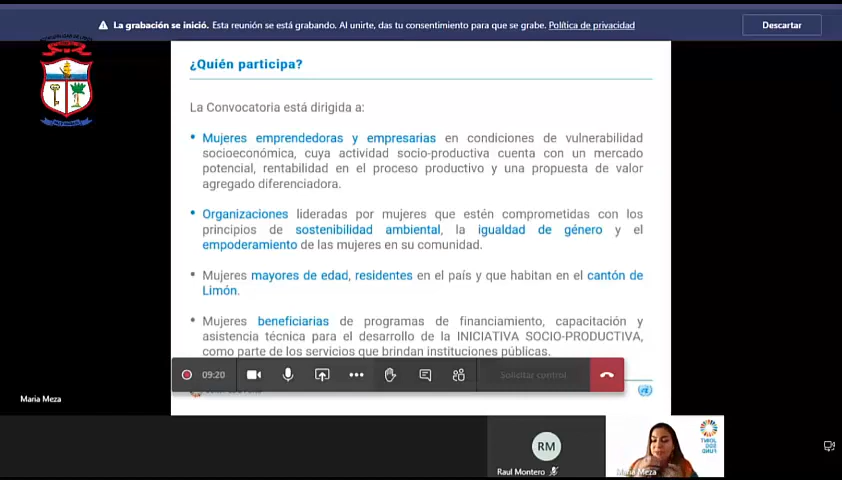 La grabación se inició. Esta reunión se está grabando. Al unirte, das tu consentimiento para que se grabe. Política de privacidad
Descartar
¿Quién participa?
La Convocatoria está dirigida a:
• Mujeres emprendedoras y empresarias en condiciones de vulnerabilidad
socioeconómica, cuya actividad socio-productiva cuenta con un mercado
potencial, rentabilidad en el proceso productivo y una propuesta de valor
agregado diferenciadora.
• Organizaciones lideradas por mujeres que estén comprometidas con los
principios de sostenibilidad ambiental, la igualdad de género y el
empoderamiento de las mujeres en su comunidad.
• Mujeres mayores de edad, residentes en el país y que habitan en el cantón de
Limón.
• Mujeres beneficiarias de programas de financiamiento, capacitación y
asistencia técnica para el desarrollo de la INICIATIVA SOCIO-PRODUCTIVA,
como parte de los servicios que brindan instituciones públicas.
09:20
Solicitar control
Maria Meza
RM
Raul Montero
Maria Meza
JOINT
SDG
FUND